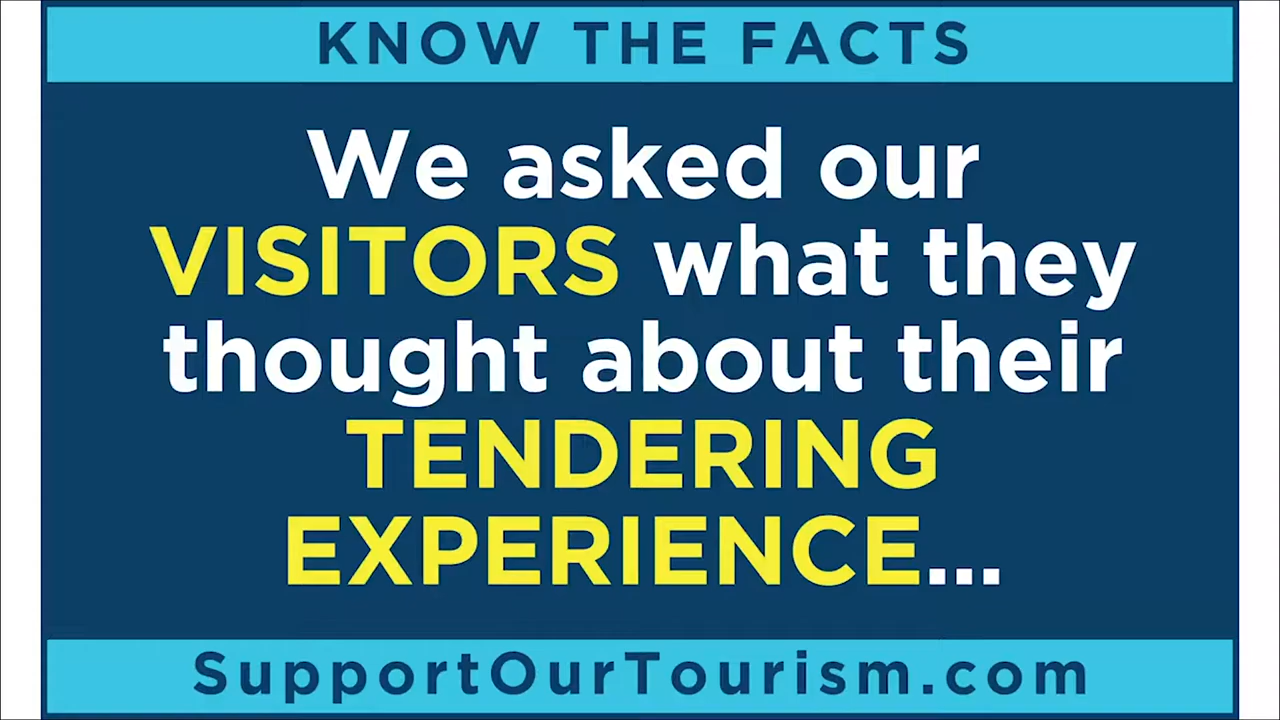 KNOW THE FACTS
We asked our
VISITORS what they
thought about their
TENDERING
EXPERIENCE...
SupportOurTourism.com